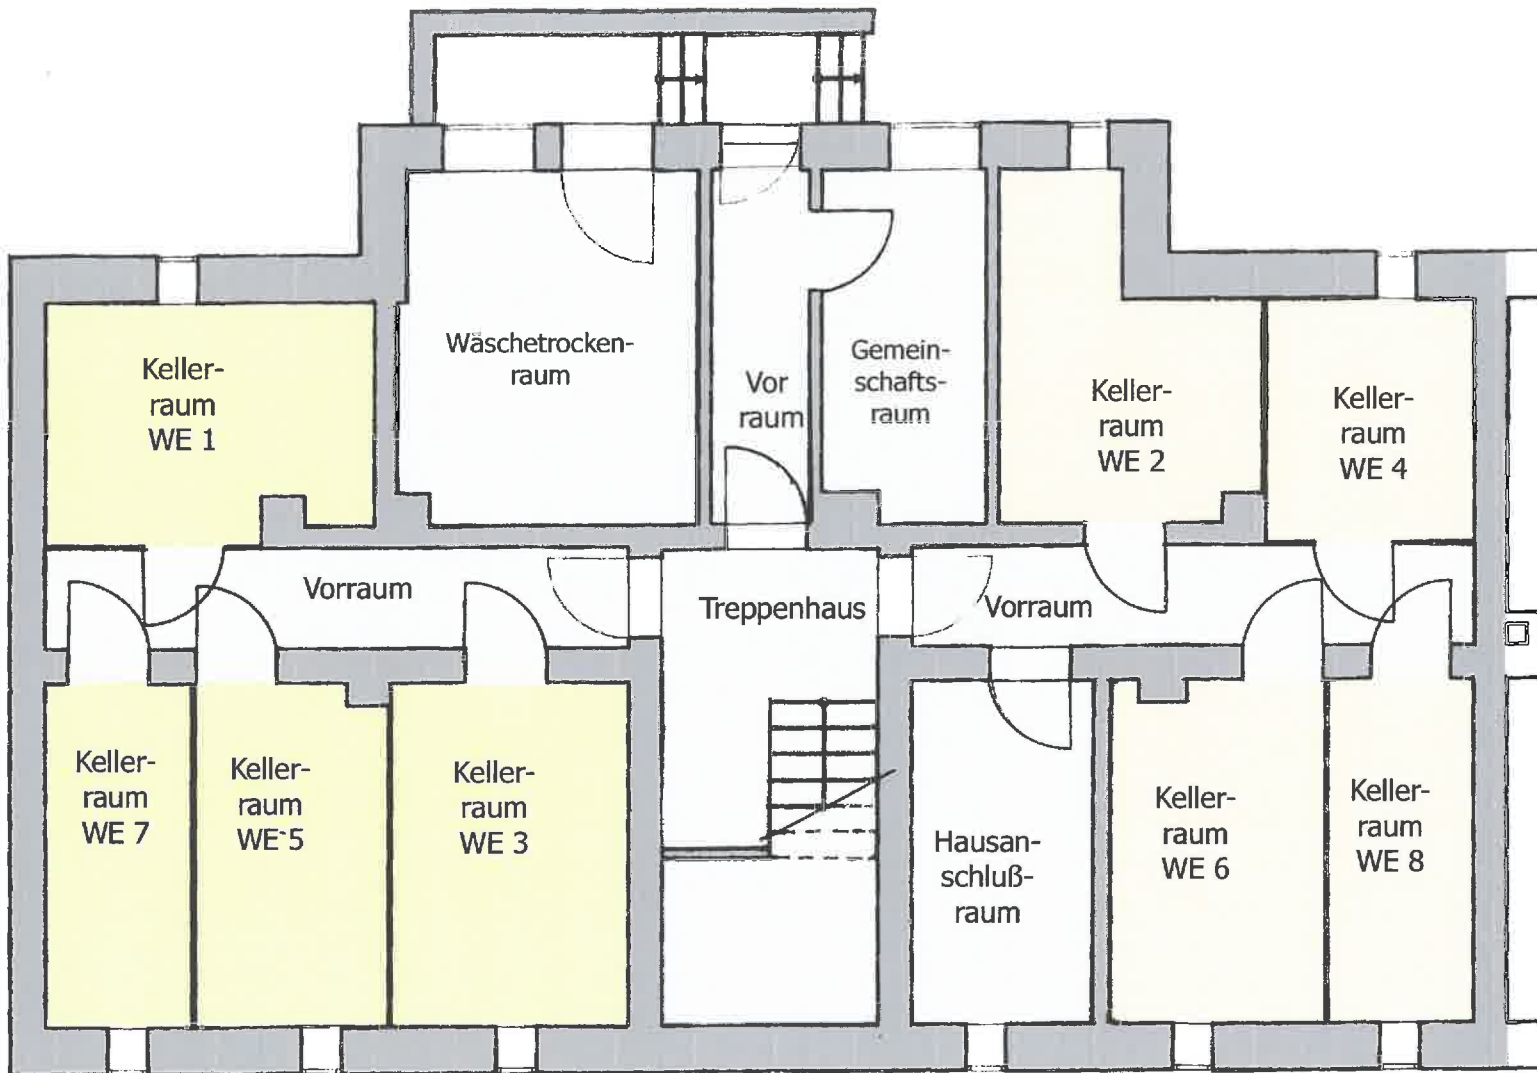 Keller-
raum
WE 1
Wäschetrocken-
raum
Vor
raum
Gemein-
schafts-
raum
Keller-
raum
WE 2
Keller-
raum
WE 4
Vorraum
Treppenhaus
Vorraum
Keller-
raum
WE 7
Keller-
raum
WE 5
Keller-
raum
WE 3
Hausan-
schluß-
raum
Keller-
raum
WE 6
Keller-
raum
WE 8